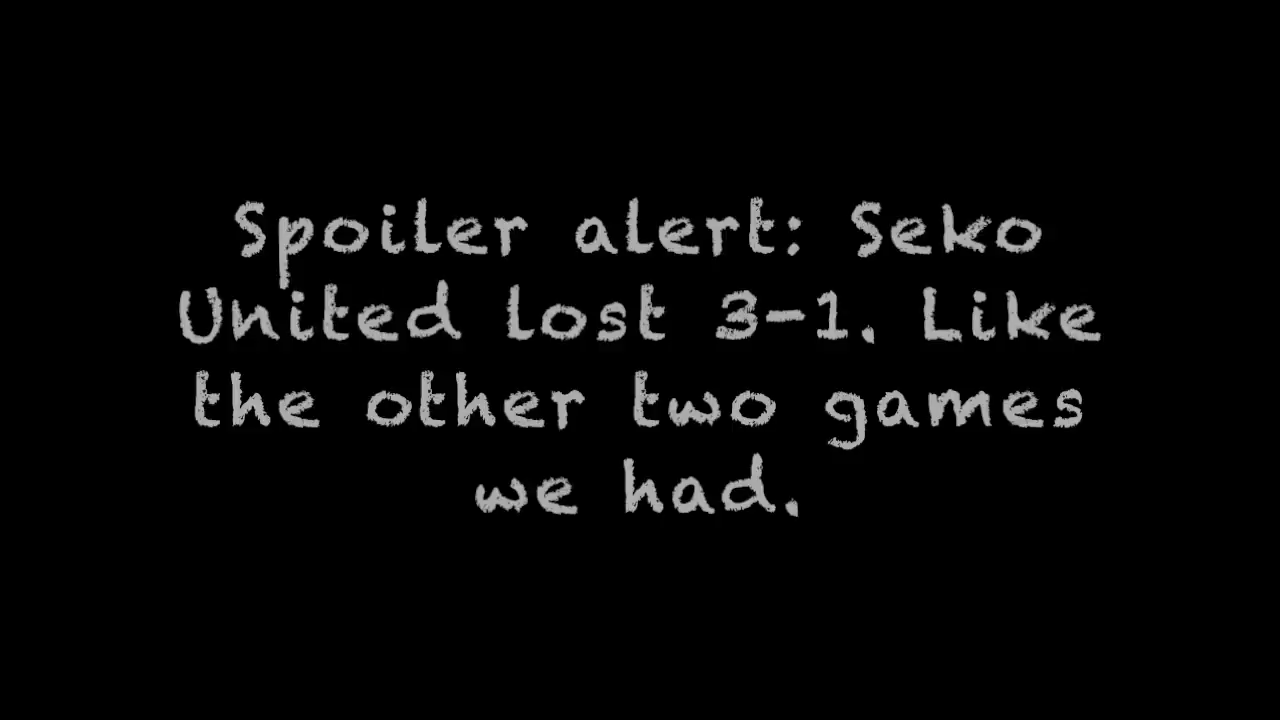 Spoiler alert: Seko
United lost 3-1. Like
the other two games
we had.